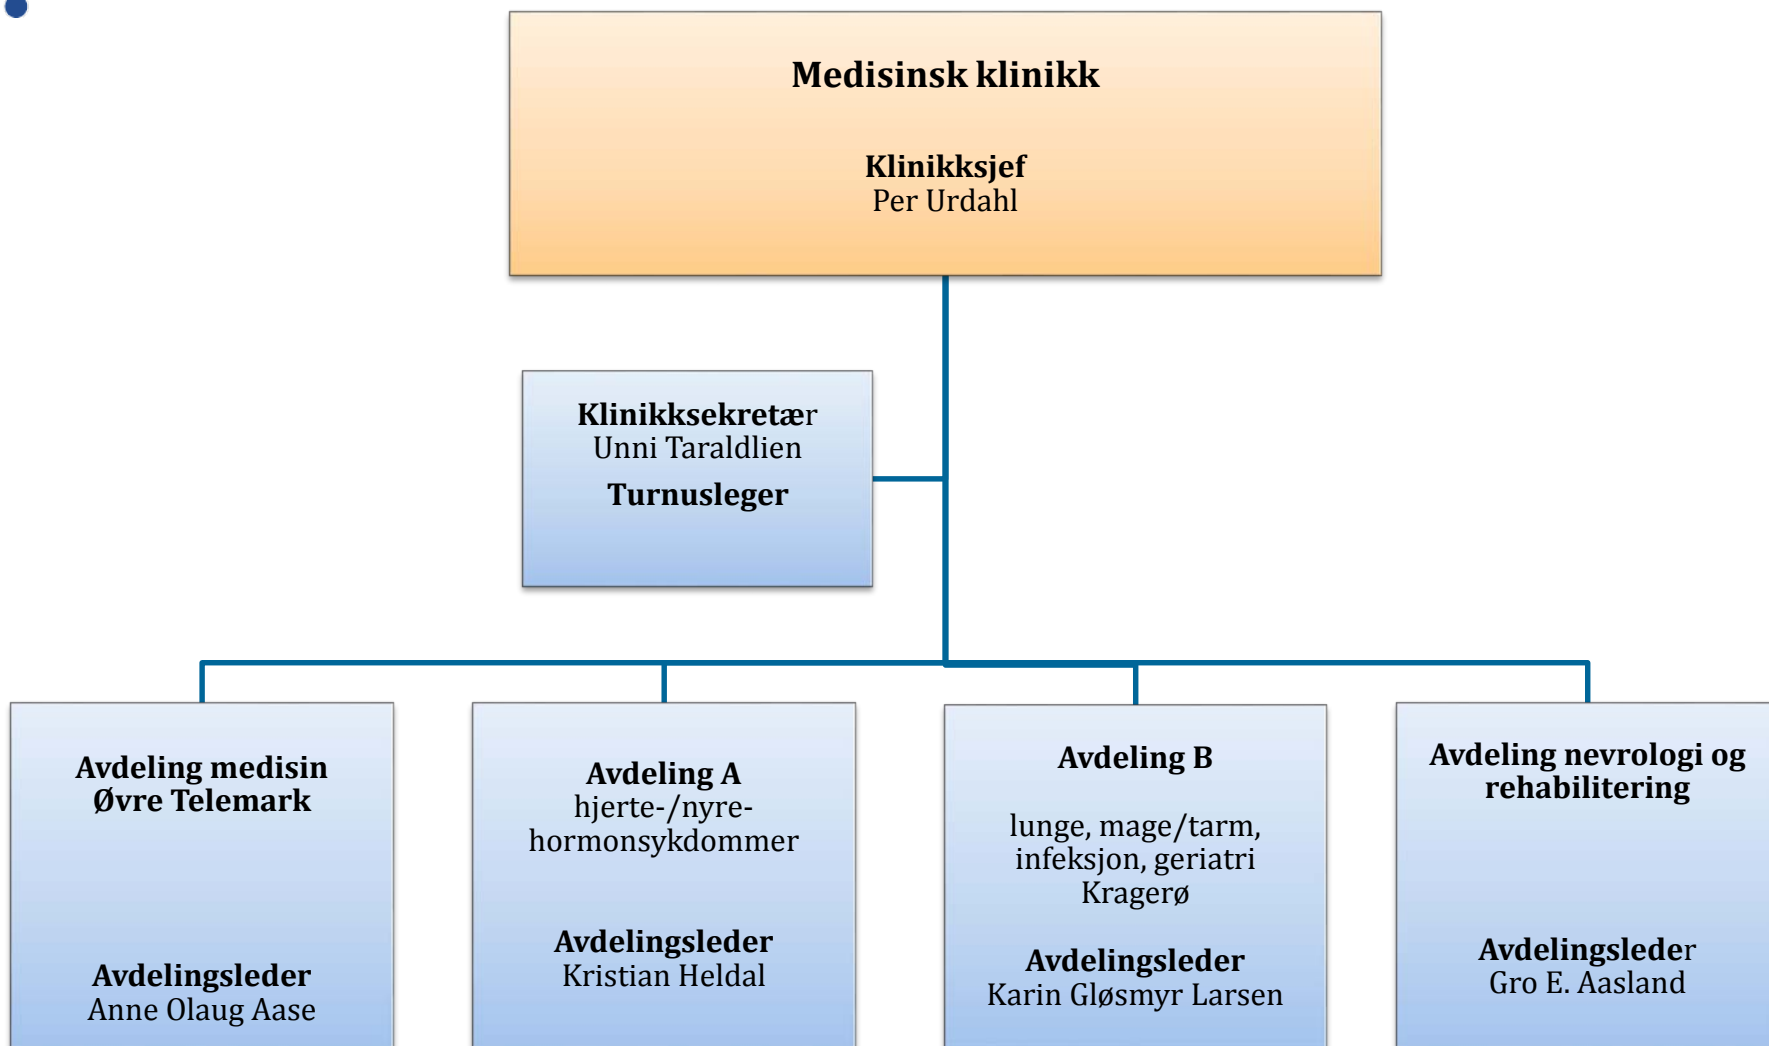 Medisinsk klinikk
Klinikksjef
Per Urdahl
Klinikksekretær
Unni Taraldlien
Turnusleger
Avdeling medisin
Øvre Telemark
Avdelingsleder
Anne Olaug Aase
Avdeling A
hjerte-/nyre-
hormonsykdommer
Avdelingsleder
Kristian Heldal
Avdeling B
lunge, mage/tarm,
infeksjon, geriatri
Kragerø
Avdelingsleder
Karin Gløsmyr Larsen
Avdeling nevrologi og
rehabilitering
Avdelingsleder
Gro E. Aasland